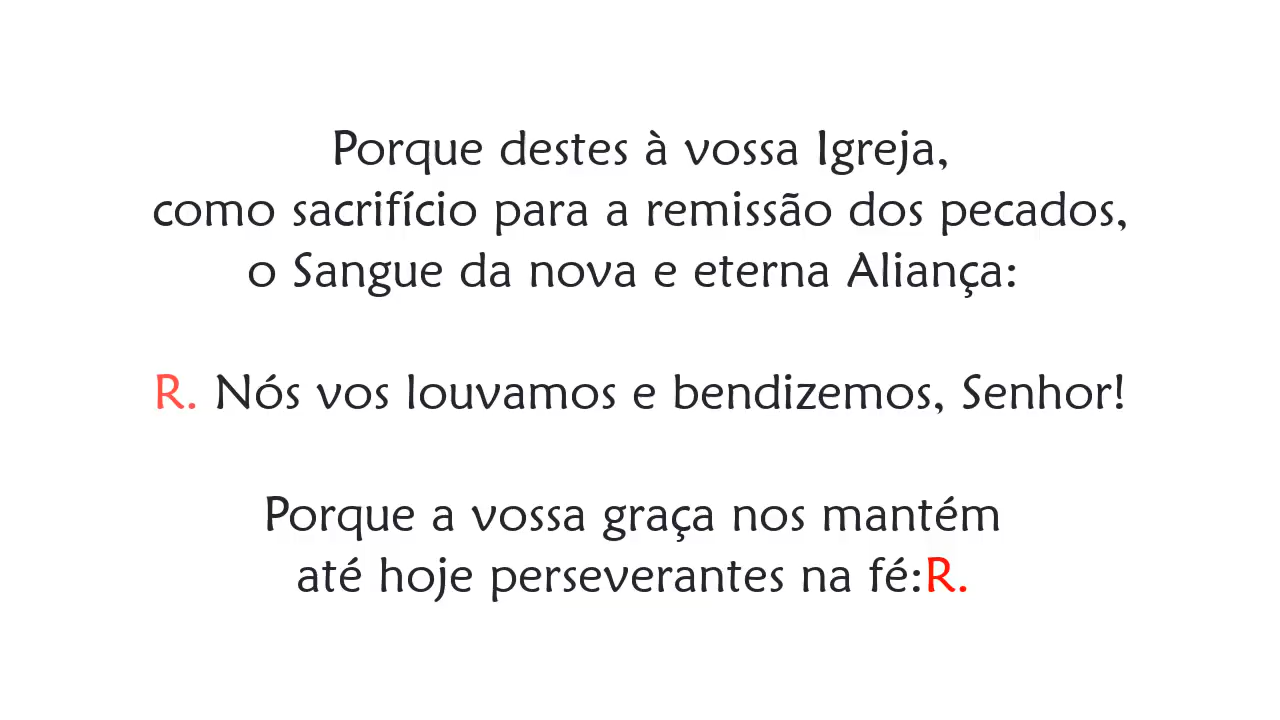 Porque destes à vossa Igreja,
como sacrifício para a remissão dos pecados,
o Sangue da nova e eterna Aliança:
R. Nós vos louvamos e bendizemos, Senhor!
Porque a vossa graça nos mantém
até hoje perseverantes na fé:R.